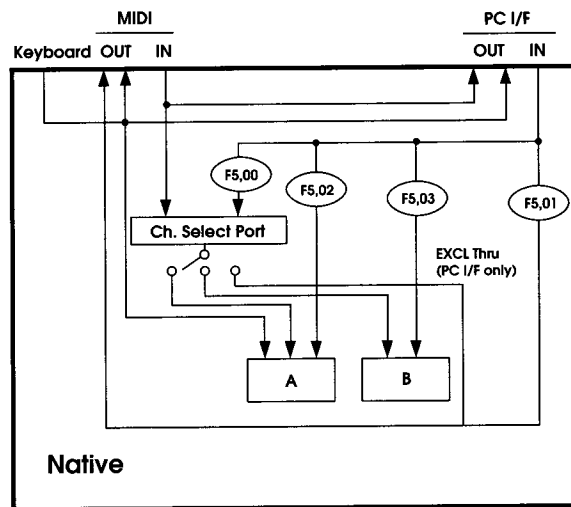 MIDI
PC I/F
Keyboard OUT IN
OUT IN
F5,00
F5,02
F5,03
F5,01
Ch. Select Port
EXCL Thru
(PC I/F only)
A
B
Native